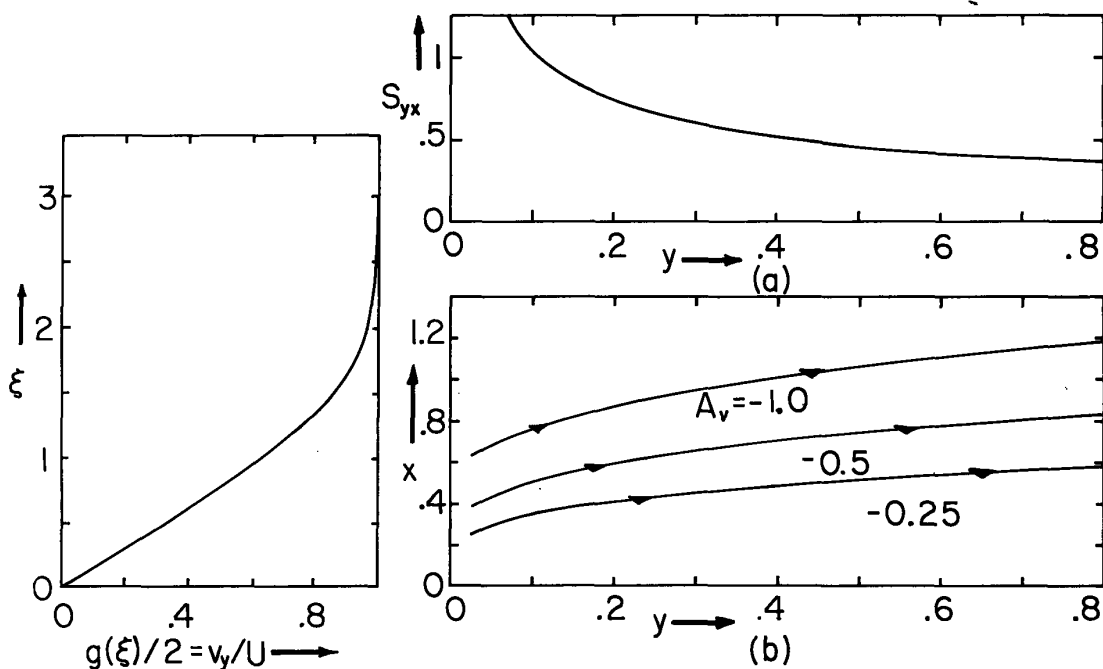 3
2
1
0
ξ
0 .4 .8
g(ξ)/2 = v_y/U
1
.5
0
S_yx
0 .2 .4 .6 .8
y
(a)
1.2
.8
.4
0
x
A_v=-1.0
-0.5
-0.25
0 .2 .4 .6 .8
y
(b)